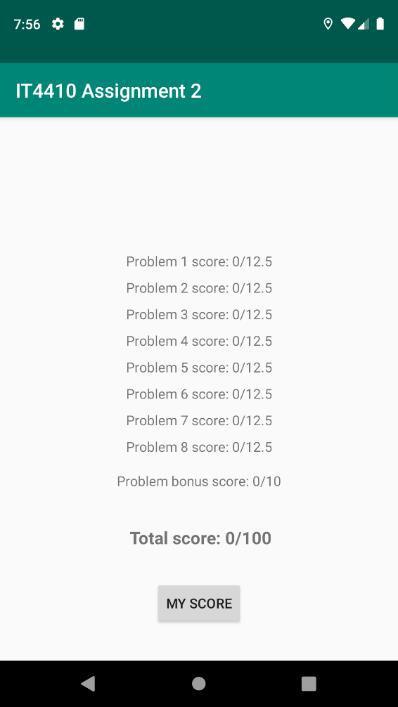 7:56
IT4410 Assignment 2
Problem 1 score: 0/12.5
Problem 2 score: 0/12.5
Problem 3 score: 0/12.5
Problem 4 score: 0/12.5
Problem 5 score: 0/12.5
Problem 6 score: 0/12.5
Problem 7 score: 0/12.5
Problem 8 score: 0/12.5
Problem bonus score: 0/10
Total score: 0/100
MY SCORE